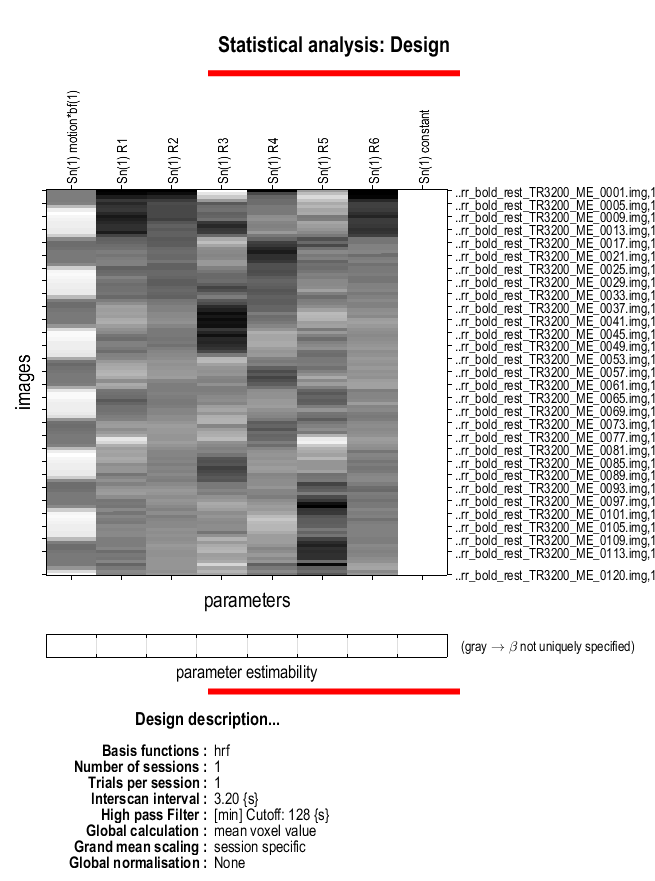 Statistical analysis: Design
Sn(1) motion*bf(1)
Sn(1) R1
Sn(1) R2
Sn(1) R3
Sn(1) R4
Sn(1) R5
Sn(1) R6
Sn(1) constant
images
..rr_bold_rest_TR3200_ME_0001.img,1
..rr_bold_rest_TR3200_ME_0005.img,1
..rr_bold_rest_TR3200_ME_0009.img,1
..rr_bold_rest_TR3200_ME_0013.img,1
..rr_bold_rest_TR3200_ME_0017.img,1
..rr_bold_rest_TR3200_ME_0021.img,1
..rr_bold_rest_TR3200_ME_0025.img,1
..rr_bold_rest_TR3200_ME_0029.img,1
..rr_bold_rest_TR3200_ME_0033.img,1
..rr_bold_rest_TR3200_ME_0037.img,1
..rr_bold_rest_TR3200_ME_0041.img,1
..rr_bold_rest_TR3200_ME_0045.img,1
..rr_bold_rest_TR3200_ME_0049.img,1
..rr_bold_rest_TR3200_ME_0053.img,1
..rr_bold_rest_TR3200_ME_0057.img,1
..rr_bold_rest_TR3200_ME_0061.img,1
..rr_bold_rest_TR3200_ME_0065.img,1
..rr_bold_rest_TR3200_ME_0069.img,1
..rr_bold_rest_TR3200_ME_0073.img,1
..rr_bold_rest_TR3200_ME_0077.img,1
..rr_bold_rest_TR3200_ME_0081.img,1
..rr_bold_rest_TR3200_ME_0085.img,1
..rr_bold_rest_TR3200_ME_0089.img,1
..rr_bold_rest_TR3200_ME_0093.img,1
..rr_bold_rest_TR3200_ME_0097.img,1
..rr_bold_rest_TR3200_ME_0101.img,1
..rr_bold_rest_TR3200_ME_0105.img,1
..rr_bold_rest_TR3200_ME_0109.img,1
..rr_bold_rest_TR3200_ME_0113.img,1
..rr_bold_rest_TR3200_ME_0120.img,1
parameters
(gray → β not uniquely specified)
parameter estimability
Design description...
Basis functions : hrf
Number of sessions : 1
Trials per session : 1
Interscan interval : 3.20 {s}
High pass Filter : [min] Cutoff: 128 {s}
Global calculation : mean voxel value
Grand mean scaling : session specific
Global normalisation : None